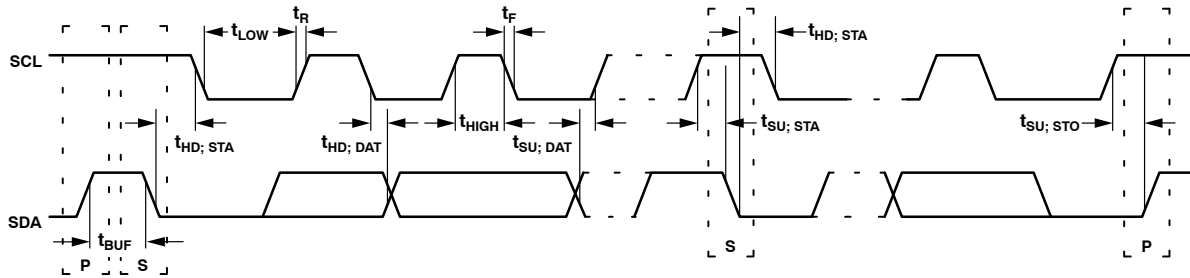 tR
tF
tLOW
tHD; STA
SCL
tHD; STA
tHD; DAT
tHIGH
tSU; DAT
tSU; STA
tSU; STO
SDA
tBUF
P
S
S
P